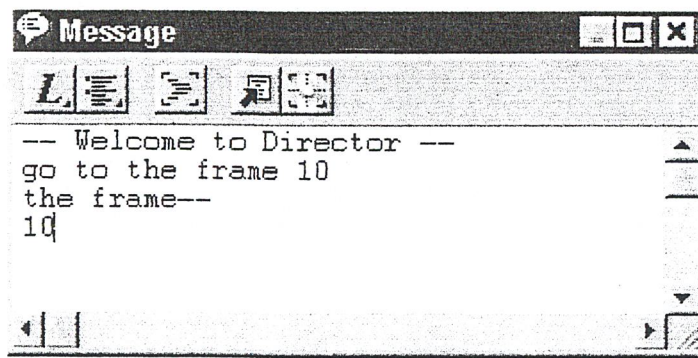 Message
L
-- Welcome to Director --
go to the frame 10
the frame--
10